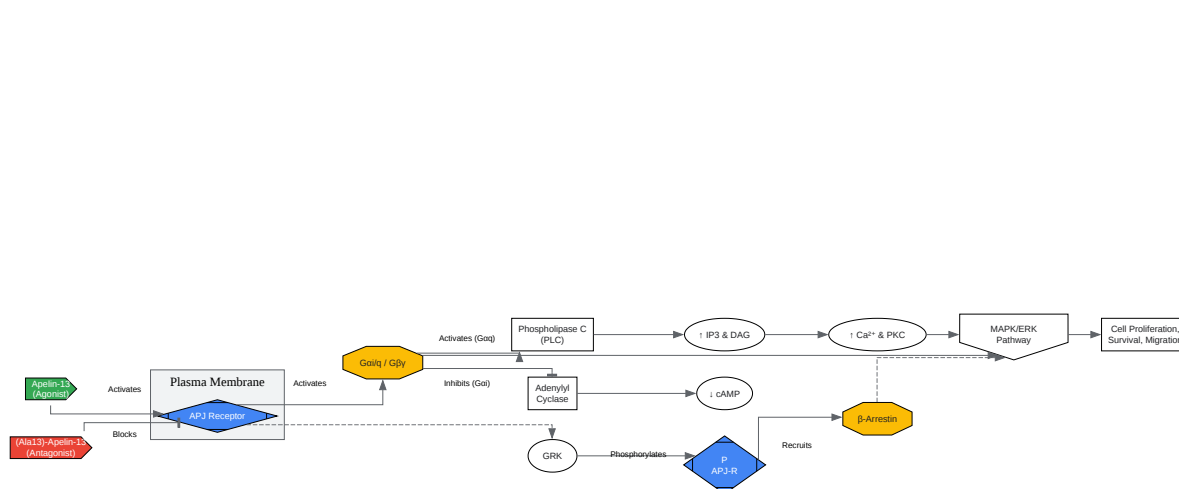 Apelin-13
(Agonist)
(Ala13)-Apelin-13
(Antagonist)
Activates
Blocks
Plasma Membrane
APJ Receptor
Activates
Gαi/q / Gβγ
Activates (Gαq)
Inhibits (Gαi)
Phospholipase C
(PLC)
Adenylyl
Cyclase
GRK
↑ IP3 & DAG
↓ cAMP
Phosphorylates
P
APJ-R
Recruits
↑ Ca²⁺ & PKC
β-Arrestin
MAPK/ERK
Pathway
Cell Proliferation,
Survival, Migration